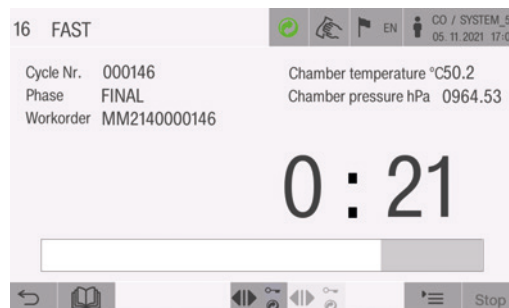 16 FAST
EN
CO / SYSTEM_5
05. 11.2021 17:0
Cycle Nr. 000146
Phase FINAL
Workorder MM2140000146
Chamber temperature °C50.2
Chamber pressure hPa 0964.53
0 : 21
Stop